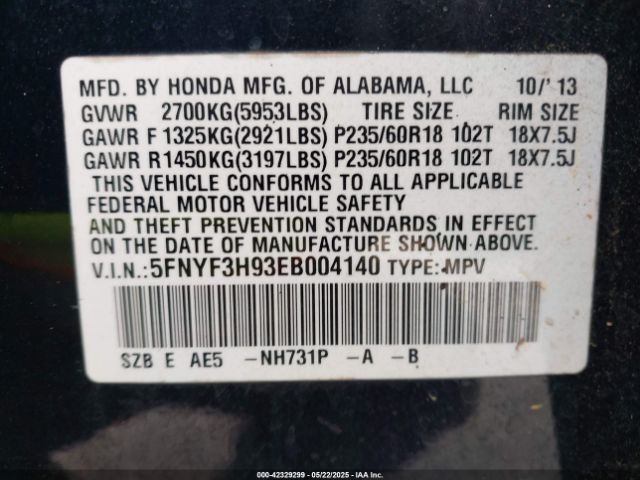 MFD. BY HONDA MFG. OF ALABAMA, LLC 10/'13
GVWR 2700KG(5953LBS) TIRE SIZE RIM SIZE
GAWR F 1325KG(2921LBS) P235/60R18 102T 18X7.5J
GAWR R 1450KG(3197LBS) P235/60R18 102T 18X7.5J
THIS VEHICLE CONFORMS TO ALL APPLICABLE
FEDERAL MOTOR VEHICLE SAFETY
AND THEFT PREVENTION STANDARDS IN EFFECT
ON THE DATE OF MANUFACTURE SHOWN ABOVE.
V.I.N.:5FNYF3H93EB004140 TYPE:MPV
SZB E AE5 -NH731P -A -B
000-42329299 - 05/22/2025 - IAAI.COM